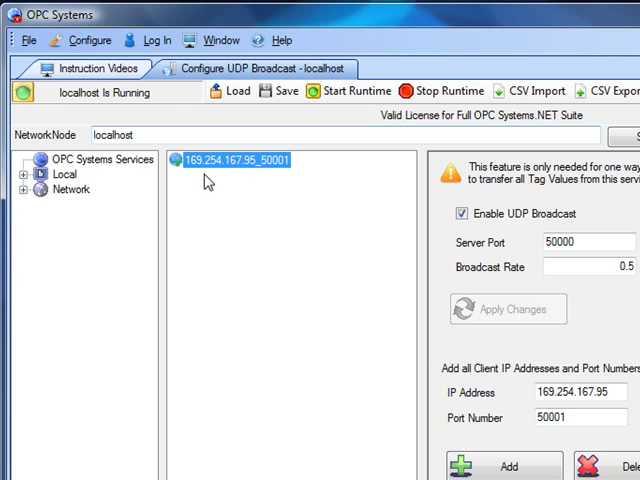 OPC Systems
File Configure Log In Window Help
Instruction Videos Configure UDP Broadcast - localhost
localhost Is Running Load Save Start Runtime Stop Runtime CSV Import CSV Expor
Valid License for Full OPC Systems.NET Suite
NetworkNode localhost S
OPC Systems Services
Local
Network
169.254.167.95_50001
This feature is only needed for one way
to transfer all Tag Values from this servi
Enable UDP Broadcast
Server Port 50000
Broadcast Rate 0.5
Apply Changes
Add all Client IP Addresses and Port Numbers
IP Address 169.254.167.95
Port Number 50001
Add Dele